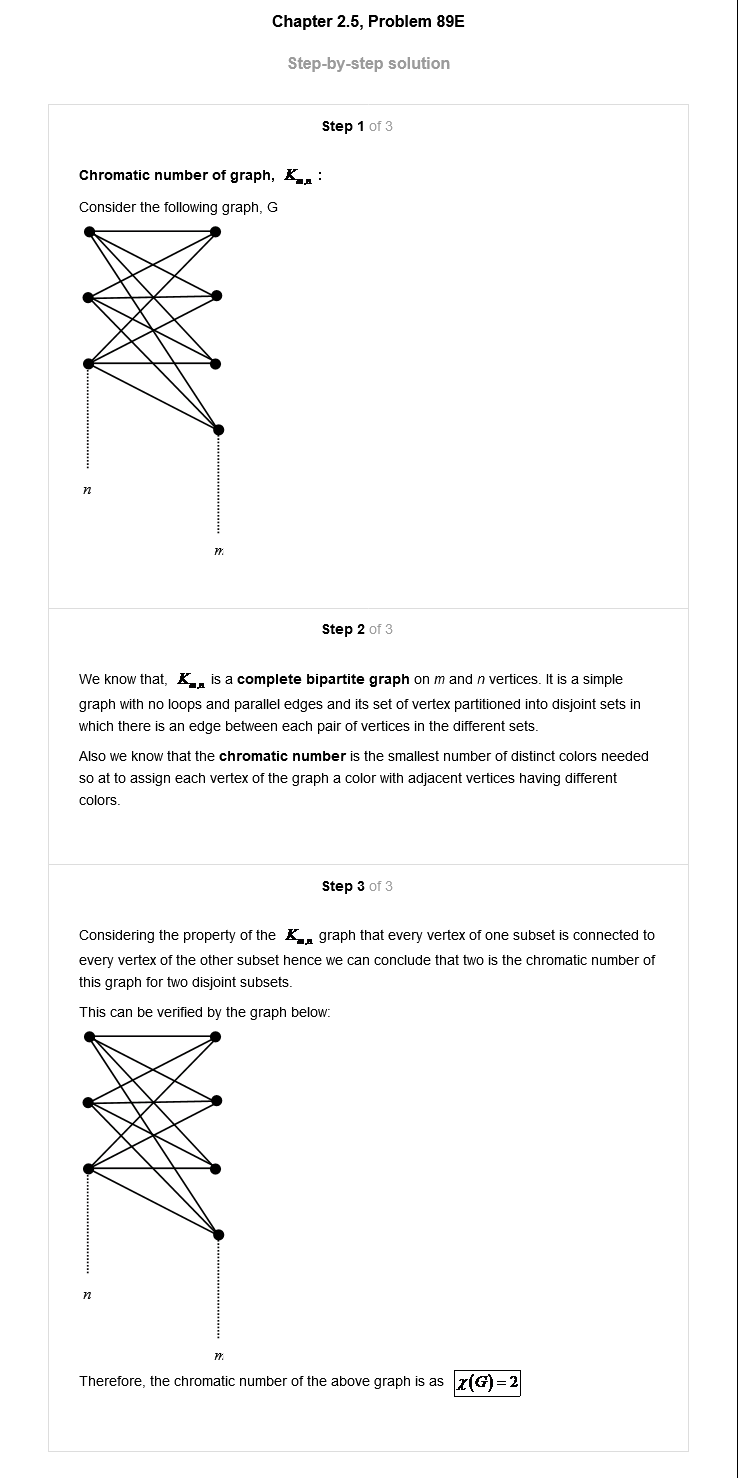 Chapter 2.5, Problem 89E
Step-by-step solution
Step 1 of 3
Chromatic number of graph, K_{m,n} :
Consider the following graph, G
n
m
Step 2 of 3
We know that, K_{m,n} is a complete bipartite graph on m and n vertices. It is a simple
graph with no loops and parallel edges and its set of vertex partitioned into disjoint sets in
which there is an edge between each pair of vertices in the different sets.
Also we know that the chromatic number is the smallest number of distinct colors needed
so at to assign each vertex of the graph a color with adjacent vertices having different
colors.
Step 3 of 3
Considering the property of the K_{m,n} graph that every vertex of one subset is connected to
every vertex of the other subset hence we can conclude that two is the chromatic number of
this graph for two disjoint subsets.
This can be verified by the graph below:
n
m
Therefore, the chromatic number of the above graph is as χ(G)=2